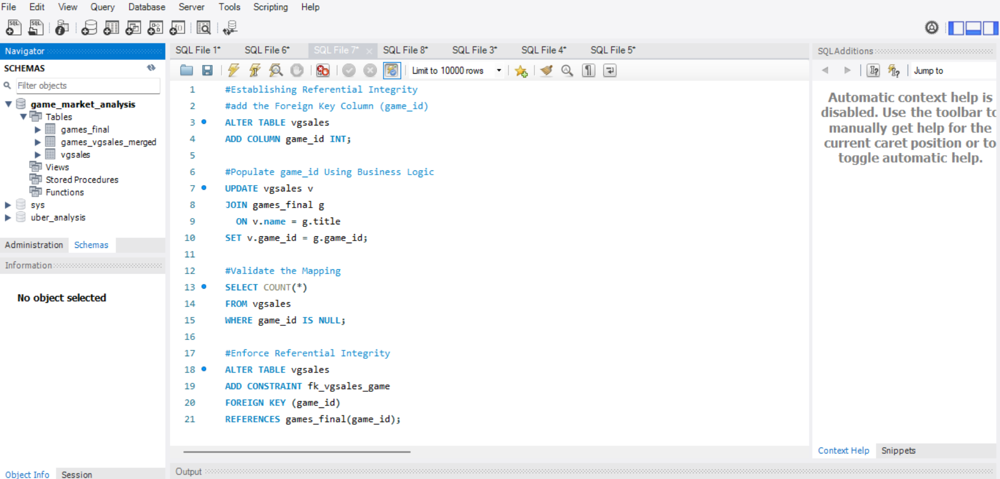 File Edit View Query Database Server Tools Scripting Help
Navigator
SCHEMAS
Filter objects
game_market_analysis
Tables
games_final
games_vgsales_merged
vgsales
Views
Stored Procedures
Functions
sys
uber_analysis
Administration Schemas
Information
No object selected
Object Info Session
SQL File 1* SQL File 6* SQL File 7* SQL File 8* SQL File 3* SQL File 4* SQL File 5*
Limit to 10000 rows
1 #Establishing Referential Integrity
2 #add the Foreign Key Column (game_id)
3 ALTER TABLE vgsales
4 ADD COLUMN game_id INT;
5
6 #Populate game_id Using Business Logic
7 UPDATE vgsales v
8 JOIN games_final g
9 ON v.name = g.title
10 SET v.game_id = g.game_id;
11
12 #Validate the Mapping
13 SELECT COUNT(*)
14 FROM vgsales
15 WHERE game_id IS NULL;
16
17 #Enforce Referential Integrity
18 ALTER TABLE vgsales
19 ADD CONSTRAINT fk_vgsales_game
20 FOREIGN KEY (game_id)
21 REFERENCES games_final(game_id);
Output
SQLAdditions
Jump to
Automatic context help is
disabled. Use the toolbar to
manually get help for the
current caret position or to
toggle automatic help.
Context Help Snippets